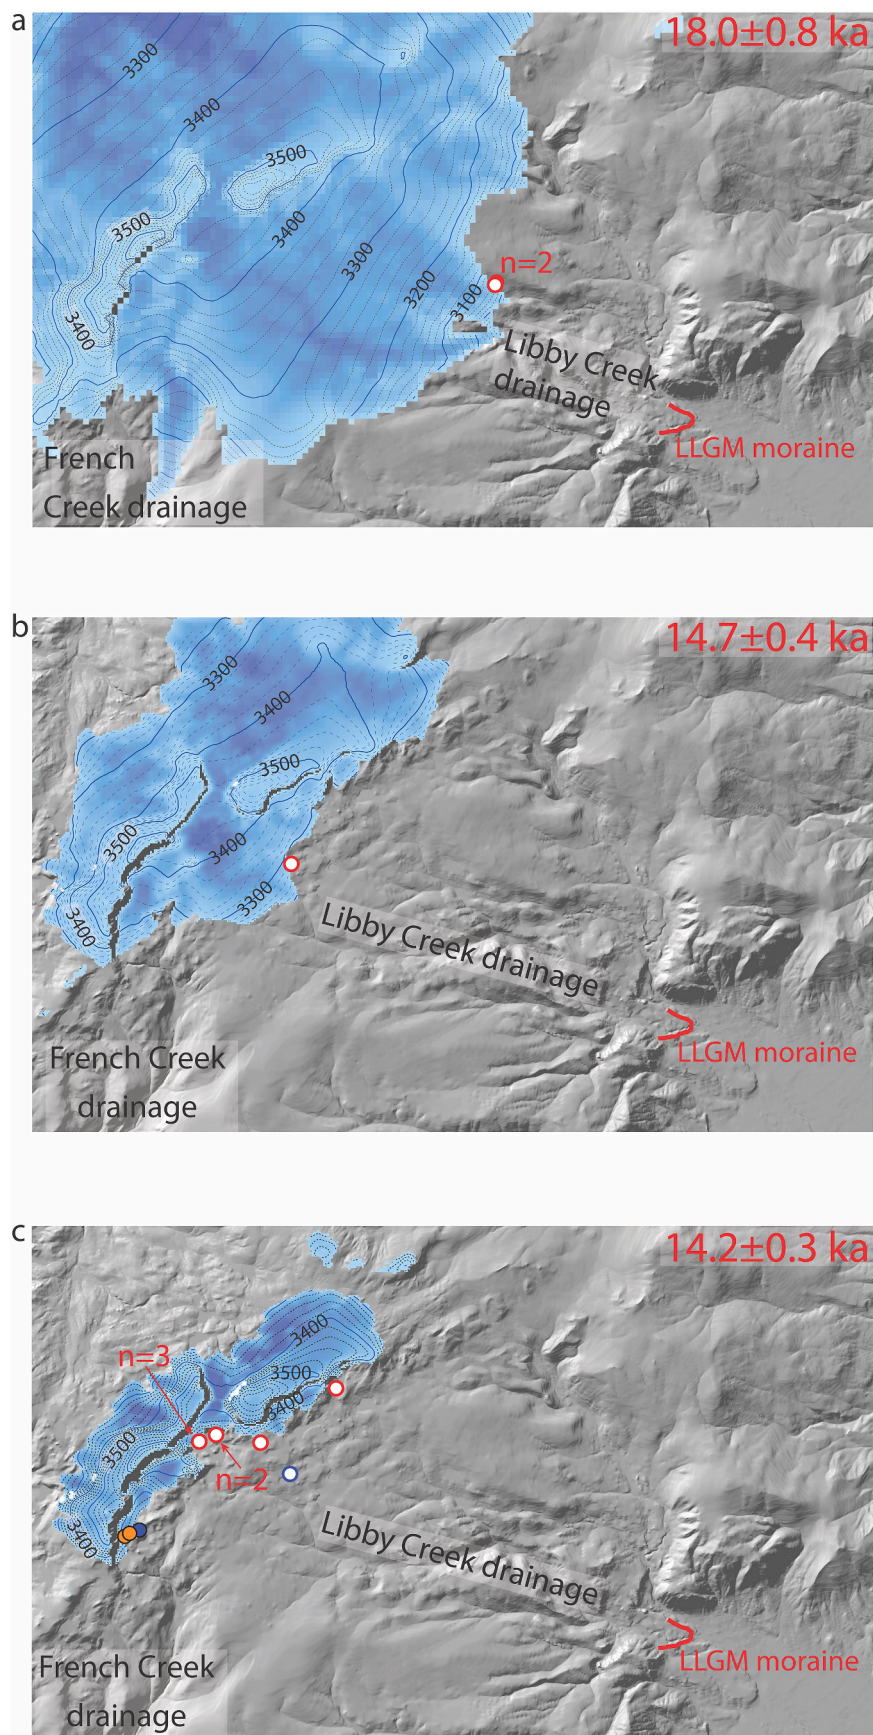 a
18.0±0.8 ka
3300
3400
3500
3500
3400
3300
3200
3100
3400
n=2
Libby Creek
drainage
LLGM moraine
French
Creek drainage
b
14.7±0.4 ka
3300
3400
3500
3500
3400
3300
3400
Libby Creek drainage
LLGM moraine
French Creek
drainage
c
14.2±0.3 ka
3400
n=3
3500
3400
3500
n=2
3400
Libby Creek drainage
LLGM moraine
French Creek
drainage